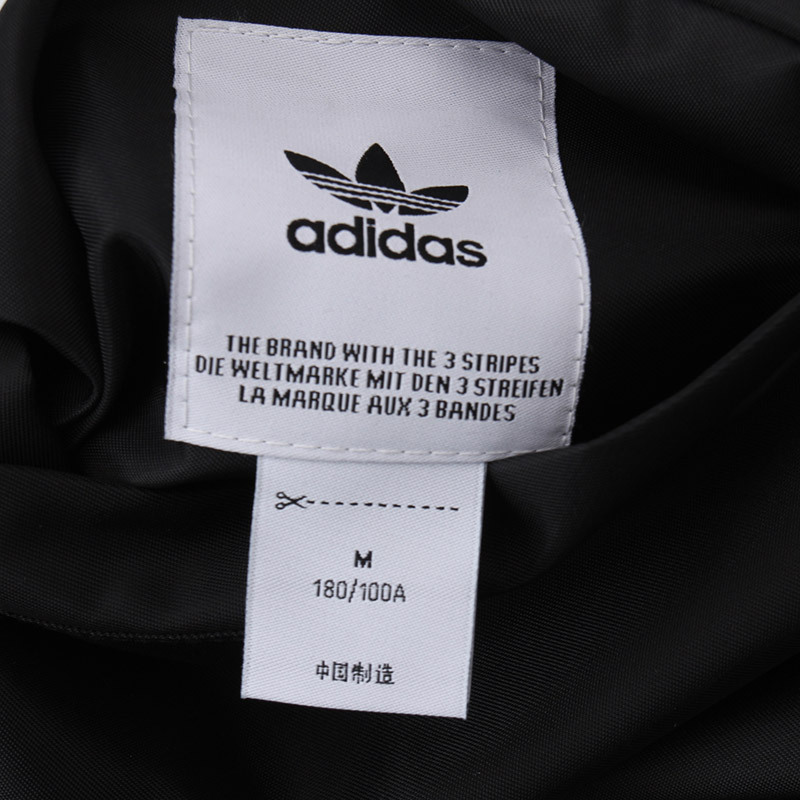 adidas
THE BRAND WITH THE 3 STRIPES
DIE WELTMARKE MIT DEN 3 STREIFEN
LA MARQUE AUX 3 BANDES
M
180/100A
中国制造